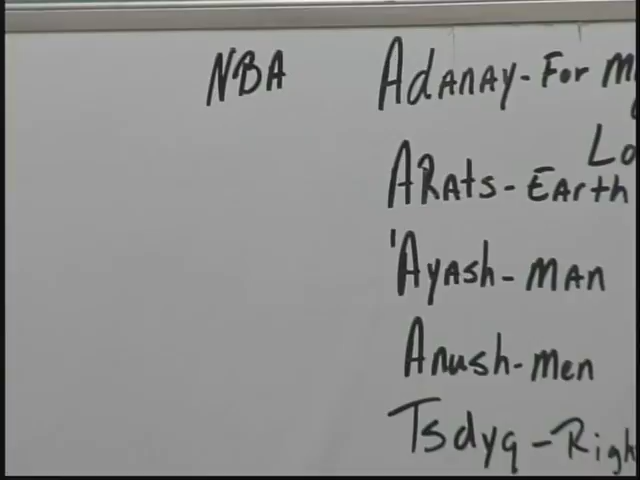 NBA
Adanay - For M
Lo
ARats - Earth
'Ayash - man
Anush - men
Tsdyq - Righ